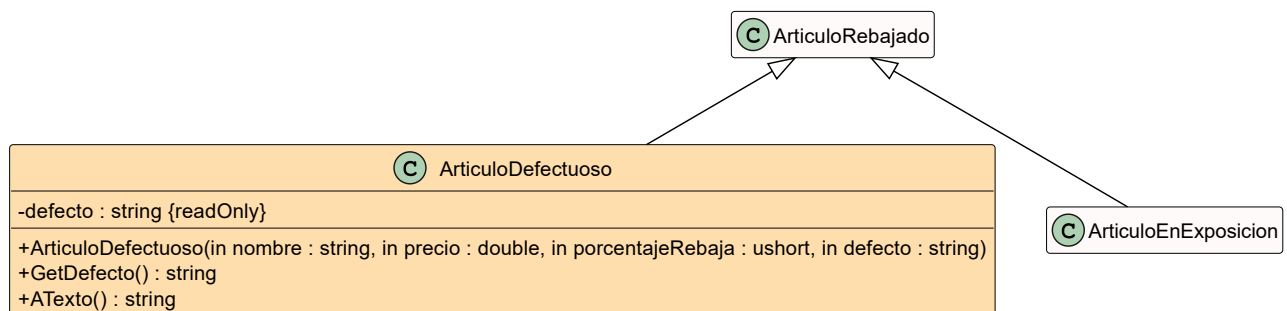 C ArticuloRebajado
C ArticuloDefectuoso
-defecto : string {readOnly}
+ArticuloDefectuoso(in nombre : string, in precio : double, in porcentajeRebaja : ushort, in defecto : string)
+GetDefecto() : string
+ATexto() : string
C ArticuloEnExposicion